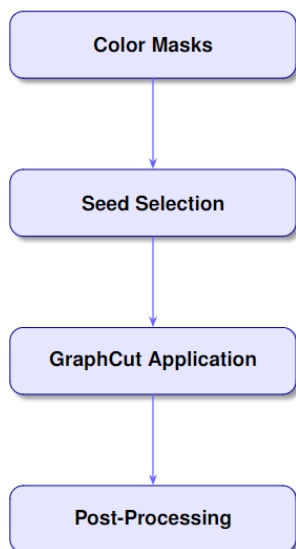 Color Masks
Seed Selection
GraphCut Application
Post-Processing